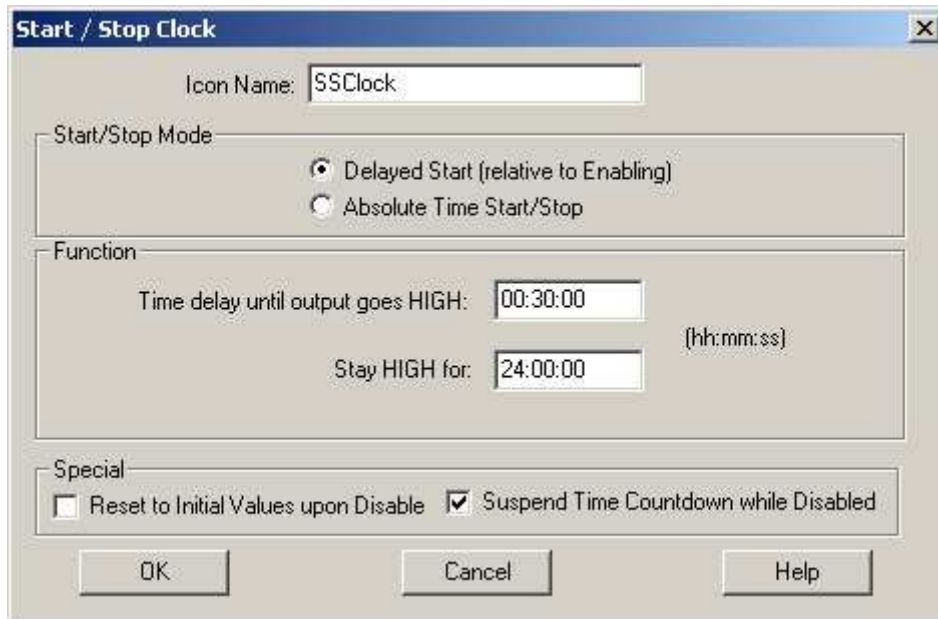 Start / Stop Clock
Icon Name: SSClock
Start/Stop Mode
Delayed Start (relative to Enabling)
Absolute Time Start/Stop
Function
Time delay until output goes HIGH: 00:30:00
(hh:mm:ss)
Stay HIGH for: 24:00:00
Special
Reset to Initial Values upon Disable Suspend Time Countdown while Disabled
OK Cancel Help